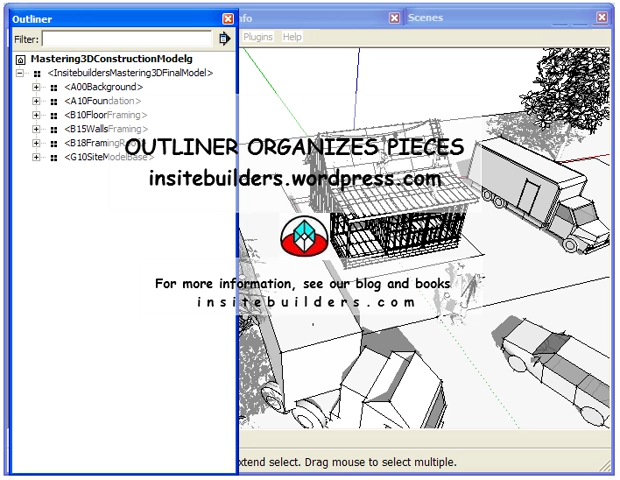 Outliner
nfo
Scenes
Filter:
Plugins Help
Mastering3DConstructionModelg
<InsitebuildersMastering3DFinalModel>
<A00Background>
<A10Foundation>
<B10FloorFraming>
<B15WallsFraming>
<B18FramingR
<G10SiteModelBase>
OUTLINER ORGANIZES PIECES
insitebuilders.wordpress.com
For more information, see our blog and books
insitebuilders.com
xtend select. Drag mouse to select multiple.